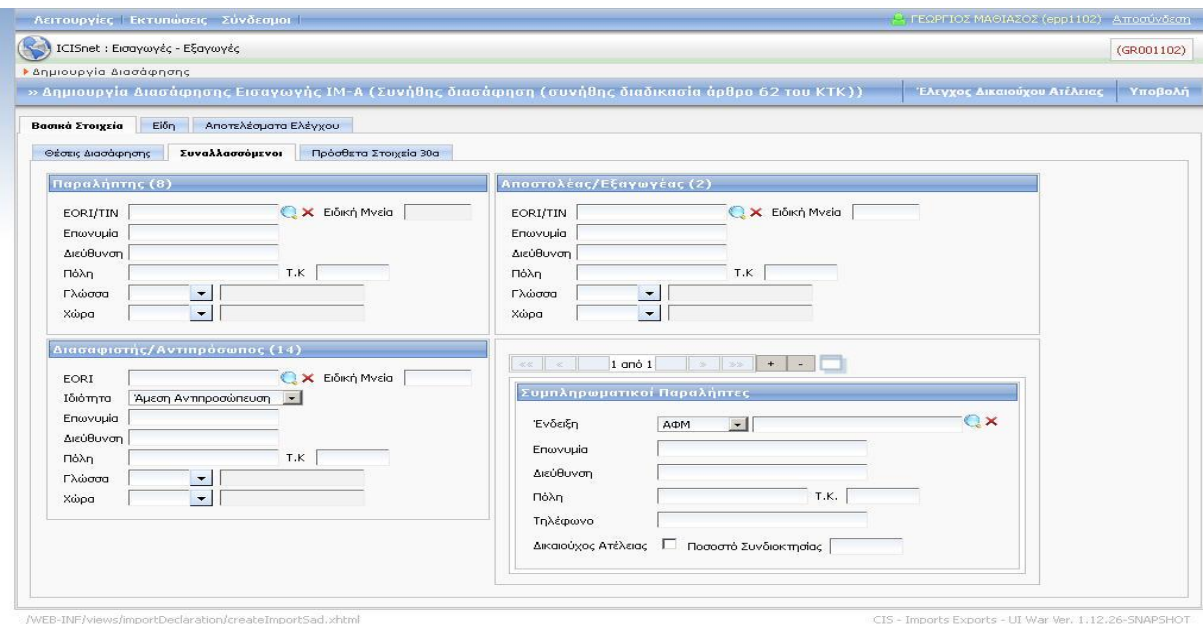 Λειτουργίες Εκτυπώσεις Σύνδεσμοι
ΓΕΩΡΓΙΟΣ ΜΑΘΙΑΣΟΣ (epp1102) Αποσύνδεση
ICISnet : Εισαγωγές - Εξαγωγές
(GR001102)
Δημιουργία Διασάφησης
» Δημιουργία Διασάφησης Εισαγωγής IM-A (Συνήθης διασάφηση (συνήθης διαδικασία άρθρο 62 του ΚΤΚ))
Έλεγχος Δικαιούχου Ατέλειας Υποβολή
Βασικά Στοιχεία Είδη Αποτελέσματα Ελέγχου
Θέσεις Διασάφησης Συναλλασσόμενοι Πρόσθετα Στοιχεία 30α
Παραλήπτης (8)
EORI/TIN Ειδική Μνεία
Επωνυμία
Διεύθυνση
Πόλη Τ.Κ
Γλώσσα
Χώρα
Αποστολέας/Εξαγωγέας (2)
EORI/TIN Ειδική Μνεία
Επωνυμία
Διεύθυνση
Πόλη Τ.Κ
Γλώσσα
Χώρα
Διασαφιστής/Αντιπρόσωπος (14)
EORI Ειδική Μνεία
Ιδιότητα Άμεση Αντιπροσώπευση
Επωνυμία
Διεύθυνση
Πόλη Τ.Κ
Γλώσσα
Χώρα
<< < 1 από 1 > >> + -
Συμπληρωματικοί Παραλήπτες
Ένδειξη ΑΦΜ
Επωνυμία
Διεύθυνση
Πόλη Τ.Κ.
Τηλέφωνο
Δικαιούχος Ατέλειας Ποσοστό Συνδιοκτησίας
/WEB-INF/views/importDeclaration/createImportSad.xhtml
CIS - Imports Exports - UI War Ver. 1.12.26-SNAPSHOT